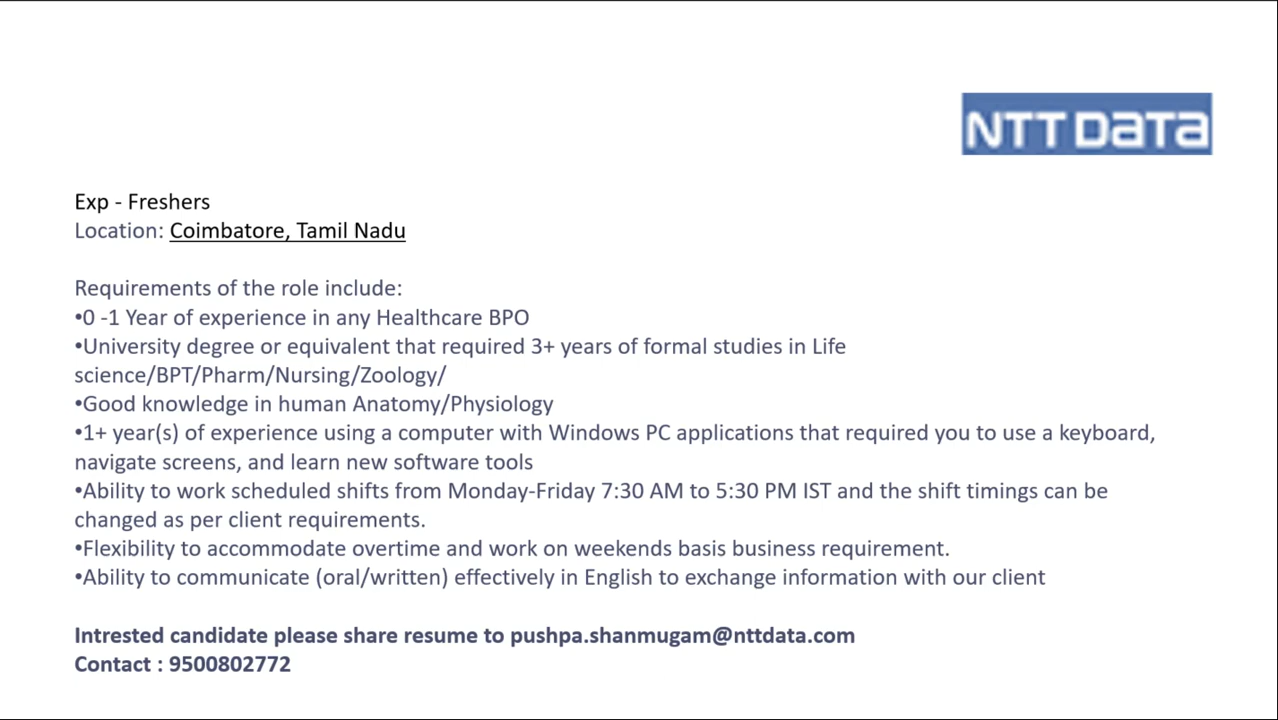 NTT DATA
Exp - Freshers
Location: Coimbatore, Tamil Nadu
Requirements of the role include:
•0 -1 Year of experience in any Healthcare BPO
•University degree or equivalent that required 3+ years of formal studies in Life
science/BPT/Pharm/Nursing/Zoology/
•Good knowledge in human Anatomy/Physiology
•1+ year(s) of experience using a computer with Windows PC applications that required you to use a keyboard,
navigate screens, and learn new software tools
•Ability to work scheduled shifts from Monday-Friday 7:30 AM to 5:30 PM IST and the shift timings can be
changed as per client requirements.
•Flexibility to accommodate overtime and work on weekends basis business requirement.
•Ability to communicate (oral/written) effectively in English to exchange information with our client
Intrested candidate please share resume to pushpa.shanmugam@nttdata.com
Contact : 9500802772